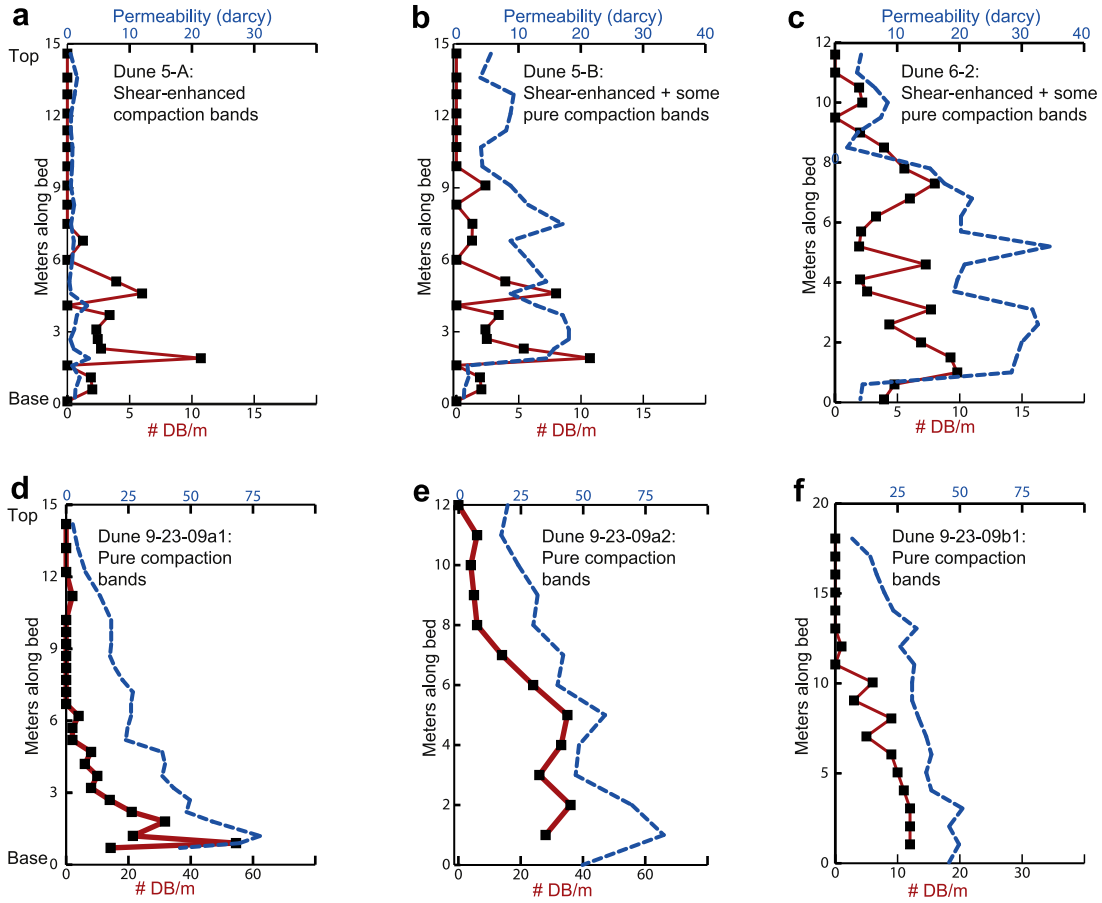 a
Permeability (darcy)
0 10 20 30
Top
15
Dune 5-A:
Shear-enhanced
compaction bands
12
9
Meters along bed
6
3
Base
0 5 10 15
# DB/m
b
Permeability (darcy)
0 10 20 30 40
15
Dune 5-B:
Shear-enhanced + some
pure compaction bands
12
9
Meters along bed
6
3
0
0 5 10 15
# DB/m
c
Permeability (darcy)
0 10 20 30 40
12
Dune 6-2:
Shear-enhanced + some
pure compaction bands
10
0
8
Meters along bed
6
4
2
0
0 5 10 15
# DB/m
d
0 25 50 75
Top
15
Dune 9-23-09a1:
Pure compaction
bands
12
9
Meters along bed
6
3
Base
0 20 40 60
# DB/m
e
0 25 50 75
12
Dune 9-23-09a2:
Pure compaction
bands
10
8
Meters along bed
6
4
2
0
0 20 40 60
# DB/m
f
25 50 75
20
Dune 9-23-09b1:
Pure compaction
bands
15
Meters along bed
10
5
0
0 10 20 30
# DB/m